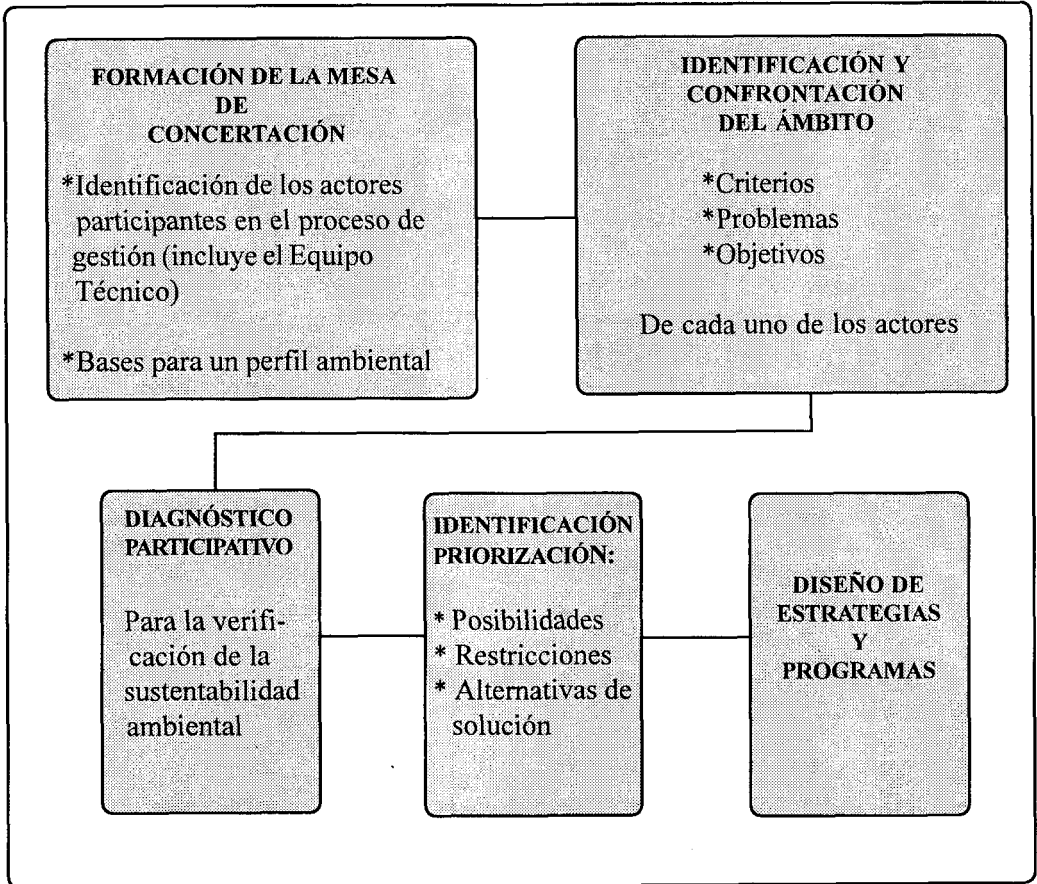 FORMACIÓN DE LA MESA
DE
CONCERTACIÓN
*Identificación de los actores
participantes en el proceso de
gestión (incluye el Equipo
Técnico)
*Bases para un perfil ambiental
IDENTIFICACIÓN Y
CONFRONTACIÓN
DEL ÁMBITO
*Criterios
*Problemas
*Objetivos
De cada uno de los actores
DIAGNÓSTICO
PARTICIPATIVO
Para la verifi-
cación de la
sustentabilidad
ambiental
IDENTIFICACIÓN
PRIORIZACIÓN:
* Posibilidades
* Restricciones
* Alternativas de
solución
DISEÑO DE
ESTRATEGIAS
Y
PROGRAMAS